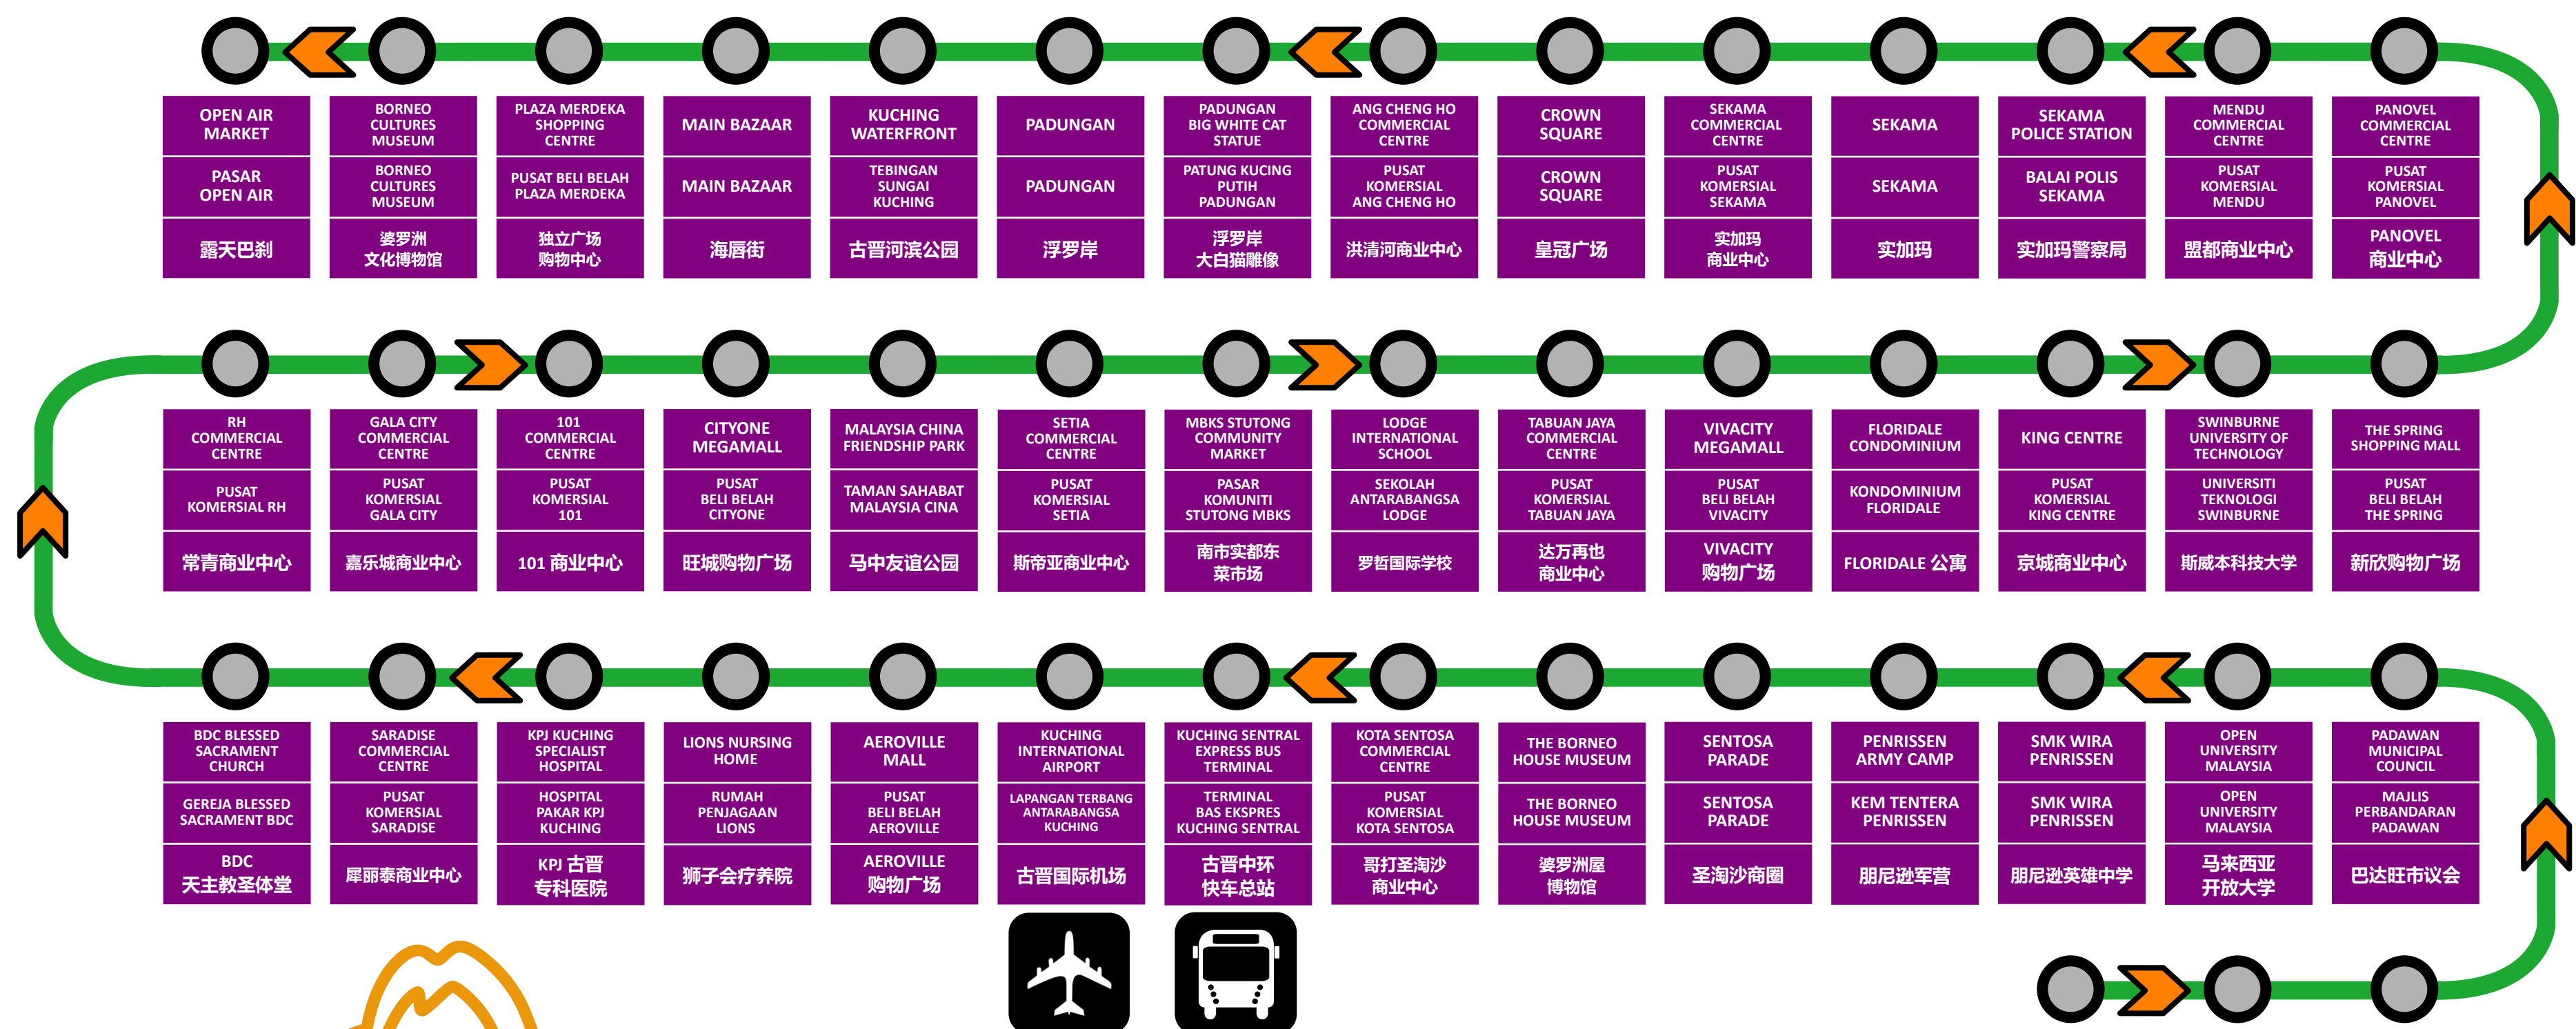 OPEN AIR
MARKET
PASAR
OPEN AIR
露天巴刹
BORNEO
CULTURES
MUSEUM
BORNEO
CULTURES
MUSEUM
婆罗洲
文化博物馆
PLAZA MERDEKA
SHOPPING
CENTRE
PUSAT BELI BELAH
PLAZA MERDEKA
独立广场
购物中心
MAIN BAZAAR
MAIN BAZAAR
海唇街
KUCHING
WATERFRONT
TEBINGAN
SUNGAI
KUCHING
古晋河滨公园
PADUNGAN
PADUNGAN
浮罗岸
PADUNGAN
BIG WHITE CAT
STATUE
PATUNG KUCING
PUTIH
PADUNGAN
浮罗岸
大白猫雕像
ANG CHENG HO
COMMERCIAL
CENTRE
PUSAT
KOMERSIAL
ANG CHENG HO
洪清河商业中心
CROWN
SQUARE
CROWN
SQUARE
皇冠广场
SEKAMA
COMMERCIAL
CENTRE
PUSAT
KOMERSIAL
SEKAMA
实加玛
商业中心
SEKAMA
SEKAMA
实加玛
SEKAMA
POLICE STATION
BALAI POLIS
SEKAMA
实加玛警察局
MENDU
COMMERCIAL
CENTRE
PUSAT
KOMERSIAL
MENDU
盟都商业中心
PANOVEL
COMMERCIAL
CENTRE
PUSAT
KOMERSIAL
PANOVEL
PANOVEL
商业中心
RH
COMMERCIAL
CENTRE
PUSAT
KOMERSIAL RH
常青商业中心
GALA CITY
COMMERCIAL
CENTRE
PUSAT
KOMERSIAL
GALA CITY
嘉乐城商业中心
101
COMMERCIAL
CENTRE
PUSAT
KOMERSIAL
101
101 商业中心
CITYONE
MEGAMALL
PUSAT
BELI BELAH
CITYONE
旺城购物广场
MALAYSIA CHINA
FRIENDSHIP PARK
TAMAN SAHABAT
MALAYSIA CINA
马中友谊公园
SETIA
COMMERCIAL
CENTRE
PUSAT
KOMERSIAL
SETIA
斯帝亚商业中心
MBKS STUTONG
COMMUNITY
MARKET
PASAR
KOMUNITI
STUTONG MBKS
南市实都东
菜市场
LODGE
INTERNATIONAL
SCHOOL
SEKOLAH
ANTARABANGSA
LODGE
罗哲国际学校
TABUAN JAYA
COMMERCIAL
CENTRE
PUSAT
KOMERSIAL
TABUAN JAYA
达万再也
商业中心
VIVACITY
MEGAMALL
PUSAT
BELI BELAH
VIVACITY
VIVACITY
购物广场
FLORIDALE
CONDOMINIUM
KONDOMINIUM
FLORIDALE
FLORIDALE 公寓
KING CENTRE
PUSAT
KOMERSIAL
KING CENTRE
京城商业中心
SWINBURNE
UNIVERSITY OF
TECHNOLOGY
UNIVERSITI
TEKNOLOGI
SWINBURNE
斯威本科技大学
THE SPRING
SHOPPING MALL
PUSAT
BELI BELAH
THE SPRING
新欣购物广场
BDC BLESSED
SACRAMENT
CHURCH
GEREJA BLESSED
SACRAMENT BDC
BDC
天主教圣体堂
SARADISE
COMMERCIAL
CENTRE
PUSAT
KOMERSIAL
SARADISE
犀丽泰商业中心
KPJ KUCHING
SPECIALIST
HOSPITAL
HOSPITAL
PAKAR KPJ
KUCHING
KPJ 古晋
专科医院
LIONS NURSING
HOME
RUMAH
PENJAGAAN
LIONS
狮子会疗养院
AEROVILLE
MALL
PUSAT
BELI BELAH
AEROVILLE
AEROVILLE
购物广场
KUCHING
INTERNATIONAL
AIRPORT
LAPANGAN TERBANG
ANTARABANGSA
KUCHING
古晋国际机场
KUCHING SENTRAL
EXPRESS BUS
TERMINAL
TERMINAL
BAS EKSPRES
KUCHING SENTRAL
古晋中环
快车总站
KOTA SENTOSA
COMMERCIAL
CENTRE
PUSAT
KOMERSIAL
KOTA SENTOSA
哥打圣淘沙
商业中心
THE BORNEO
HOUSE MUSEUM
THE BORNEO
HOUSE MUSEUM
婆罗洲屋
博物馆
SENTOSA
PARADE
SENTOSA
PARADE
圣淘沙商圈
PENRISSEN
ARMY CAMP
KEM TENTERA
PENRISSEN
朋尼逊军营
SMK WIRA
PENRISSEN
SMK WIRA
PENRISSEN
朋尼逊英雄中学
OPEN
UNIVERSITY
MALAYSIA
OPEN
UNIVERSITY
MALAYSIA
马来西亚
开放大学
PADAWAN
MUNICIPAL
COUNCIL
MAJLIS
PERBANDARAN
PADAWAN
巴达旺市议会